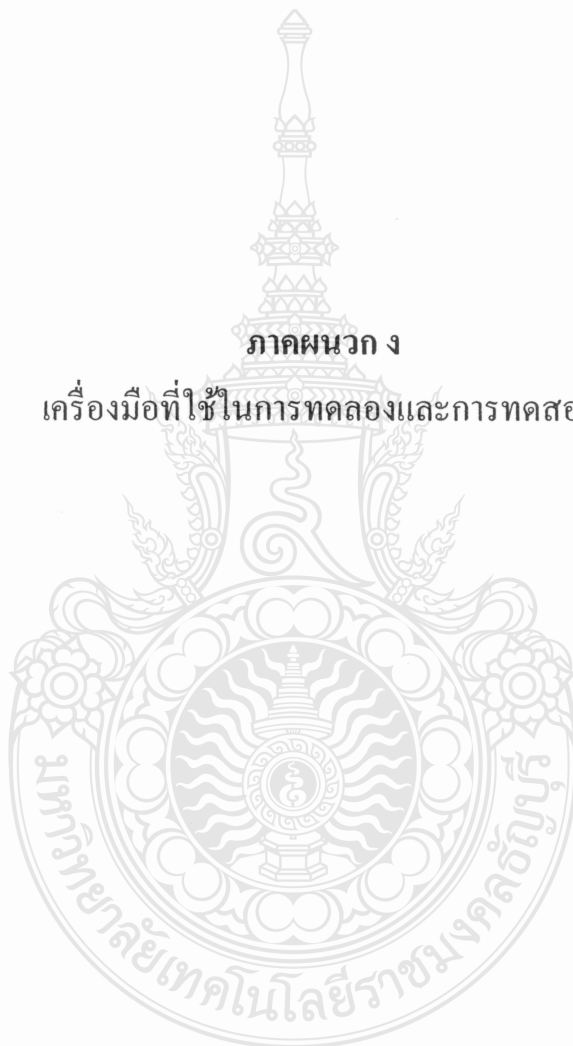 ภาคผนวก ง
เครื่องมือที่ใช้ในการทดลองและการทดสอ
มหาวิทยาลัยเทคโนโลยีราชมงคลธัญบุรี